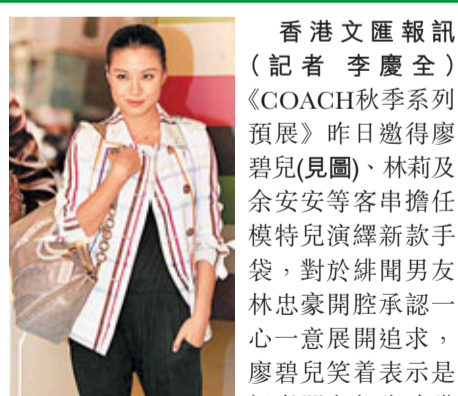 香港文匯報訊
（記者 李慶全）
《COACH秋季系列
預展》昨日邀得廖
碧兒(見圖)、林莉及
余安安等客串擔任
模特兒演繹新款手
袋，對於緋聞男友
林忠豪開腔承認一
心一意展開追求，
廖碧兒笑着表示是